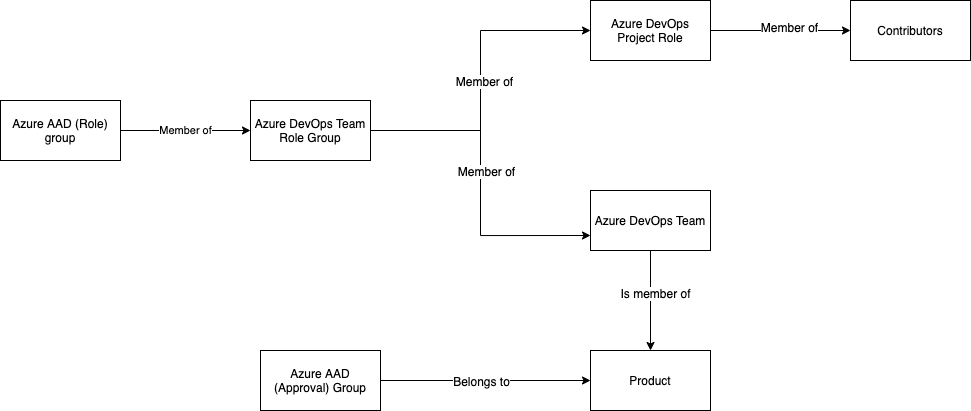 Azure DevOps
Project Role
Member of
Contributors
Member of
Azure AAD (Role)
group
Member of
Azure DevOps Team
Role Group
Member of
Azure DevOps Team
Is member of
Azure AAD
(Approval) Group
Belongs to
Product